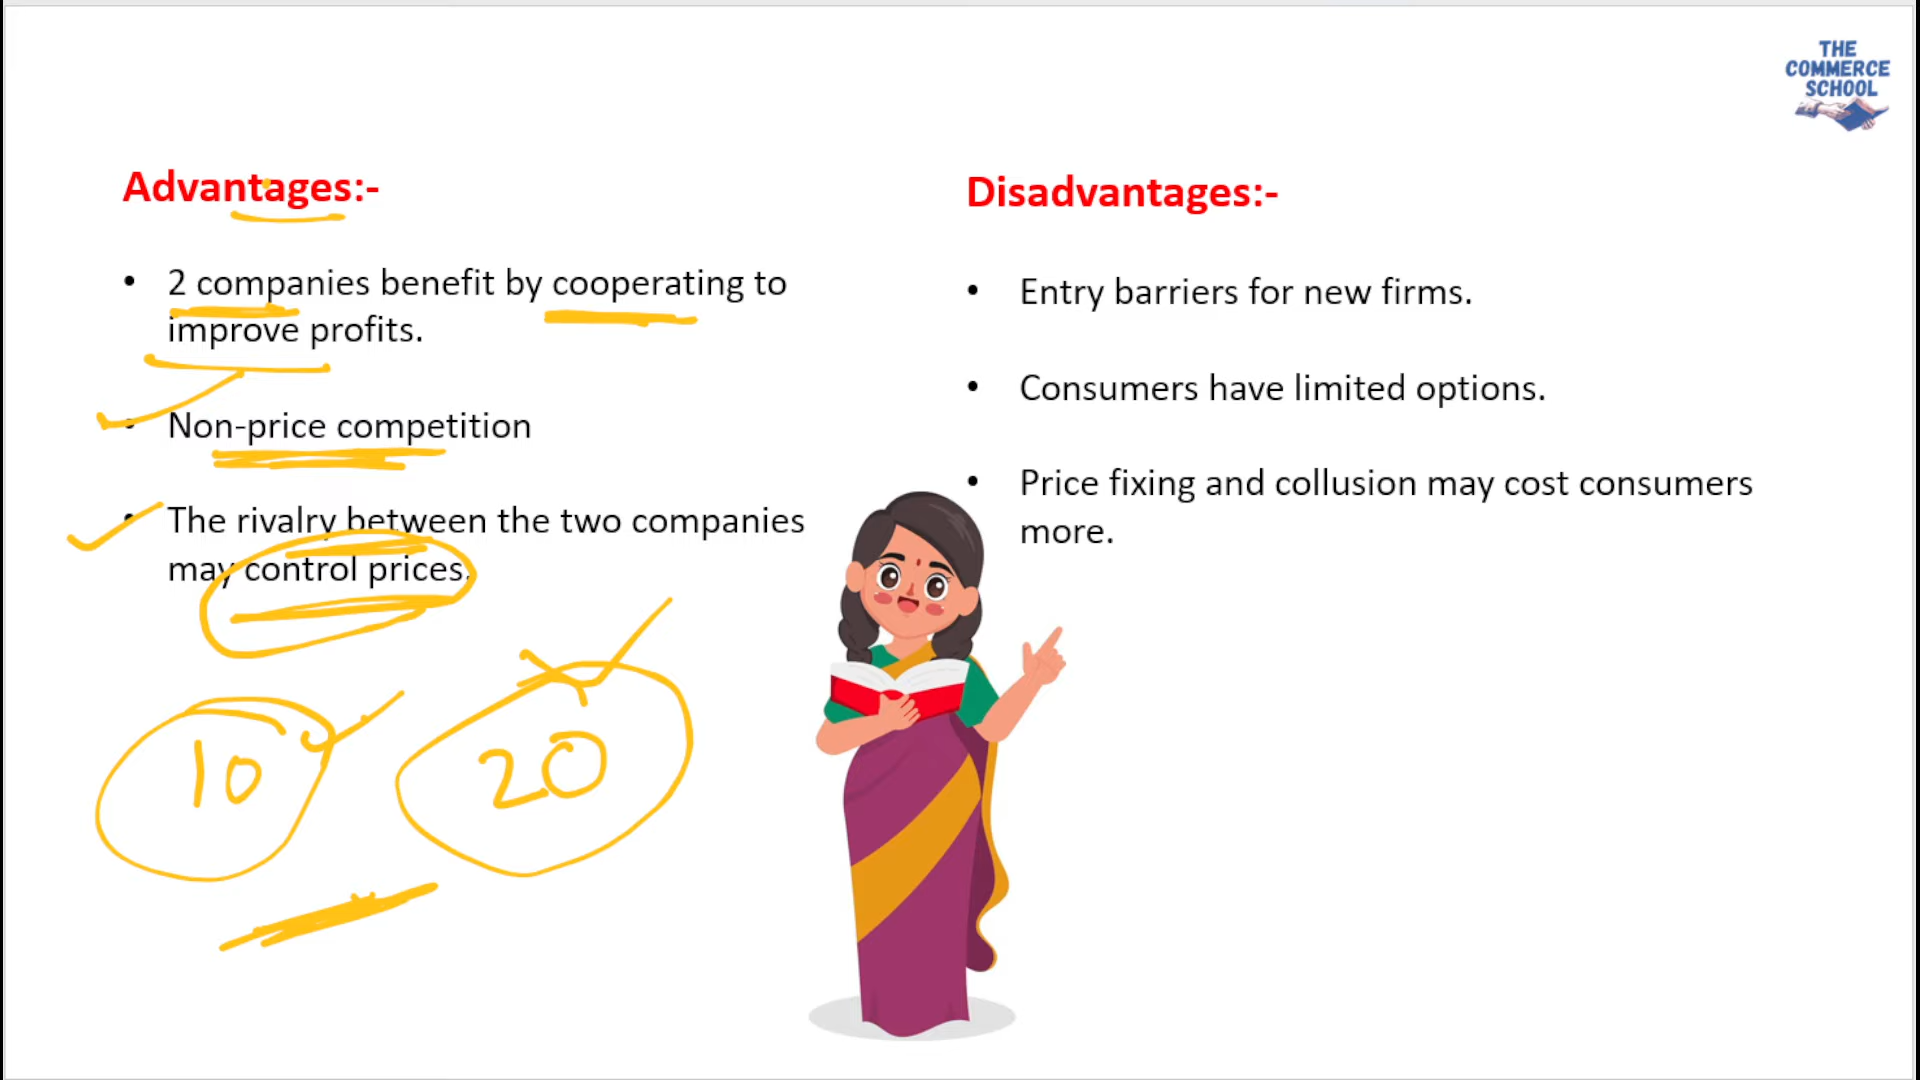 THE
COMMERCE
SCHOOL
Advantages:-
• 2 companies benefit by cooperating to
improve profits.
• Non-price competition
• The rivalry between the two companies
may control prices.
10
20
Disadvantages:-
• Entry barriers for new firms.
• Consumers have limited options.
• Price fixing and collusion may cost consumers
more.